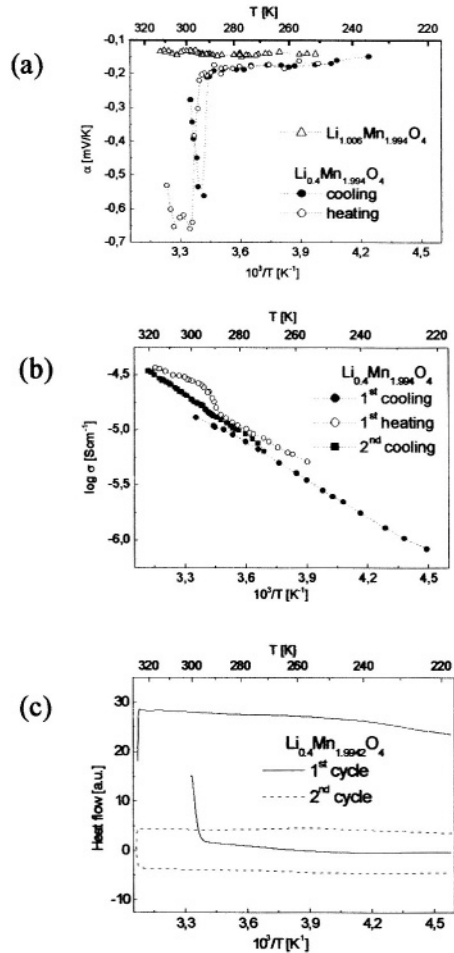 T [K]
320 300 280 260 240 220
(a)
-0,1
-0,2
-0,3
-0,4
-0,5
-0,6
-0,7
α [mV/K]
Li1.006Mn1.994O4
Li0.4Mn1.994O4
cooling
heating
3,3 3,6 3,9 4,2 4,5
10³/T [K⁻¹]
T [K]
320 300 280 260 240 220
(b)
-4,5
-5,0
-5,5
-6,0
log σ [Scm⁻¹]
Li0.4Mn1.994O4
1st cooling
1st heating
2nd cooling
3,3 3,6 3,9 4,2 4,5
10³/T [K⁻¹]
T [K]
320 300 280 260 240 220
(c)
30
20
10
0
-10
Heat flow [a.u.]
Li0.4Mn1.9942O4
1st cycle
2nd cycle
3,3 3,6 3,9 4,2 4,5
10³/T [K⁻¹]